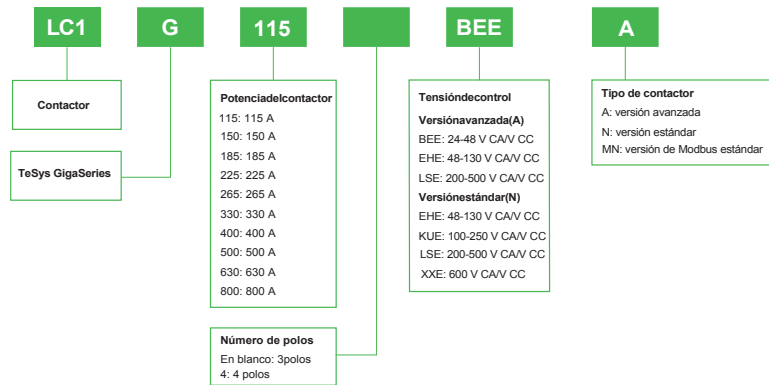 LC1 G 115 BEE A
Contactor
TeSys GigaSeries
Potenciadelcontactor
115: 115 A
150: 150 A
185: 185 A
225: 225 A
265: 265 A
330: 330 A
400: 400 A
500: 500 A
630: 630 A
800: 800 A
Número de polos
En blanco: 3polos
4: 4 polos
Tensióndecontrol
Versiónavanzada(A)
BEE: 24-48 V CA/V CC
EHE: 48-130 V CA/V CC
LSE: 200-500 V CA/V CC
Versiónestándar(N)
EHE: 48-130 V CA/V CC
KUE: 100-250 V CA/V CC
LSE: 200-500 V CA/V CC
XXE: 600 V CA/V CC
Tipo de contactor
A: versión avanzada
N: versión estándar
MN: versión de Modbus estándar